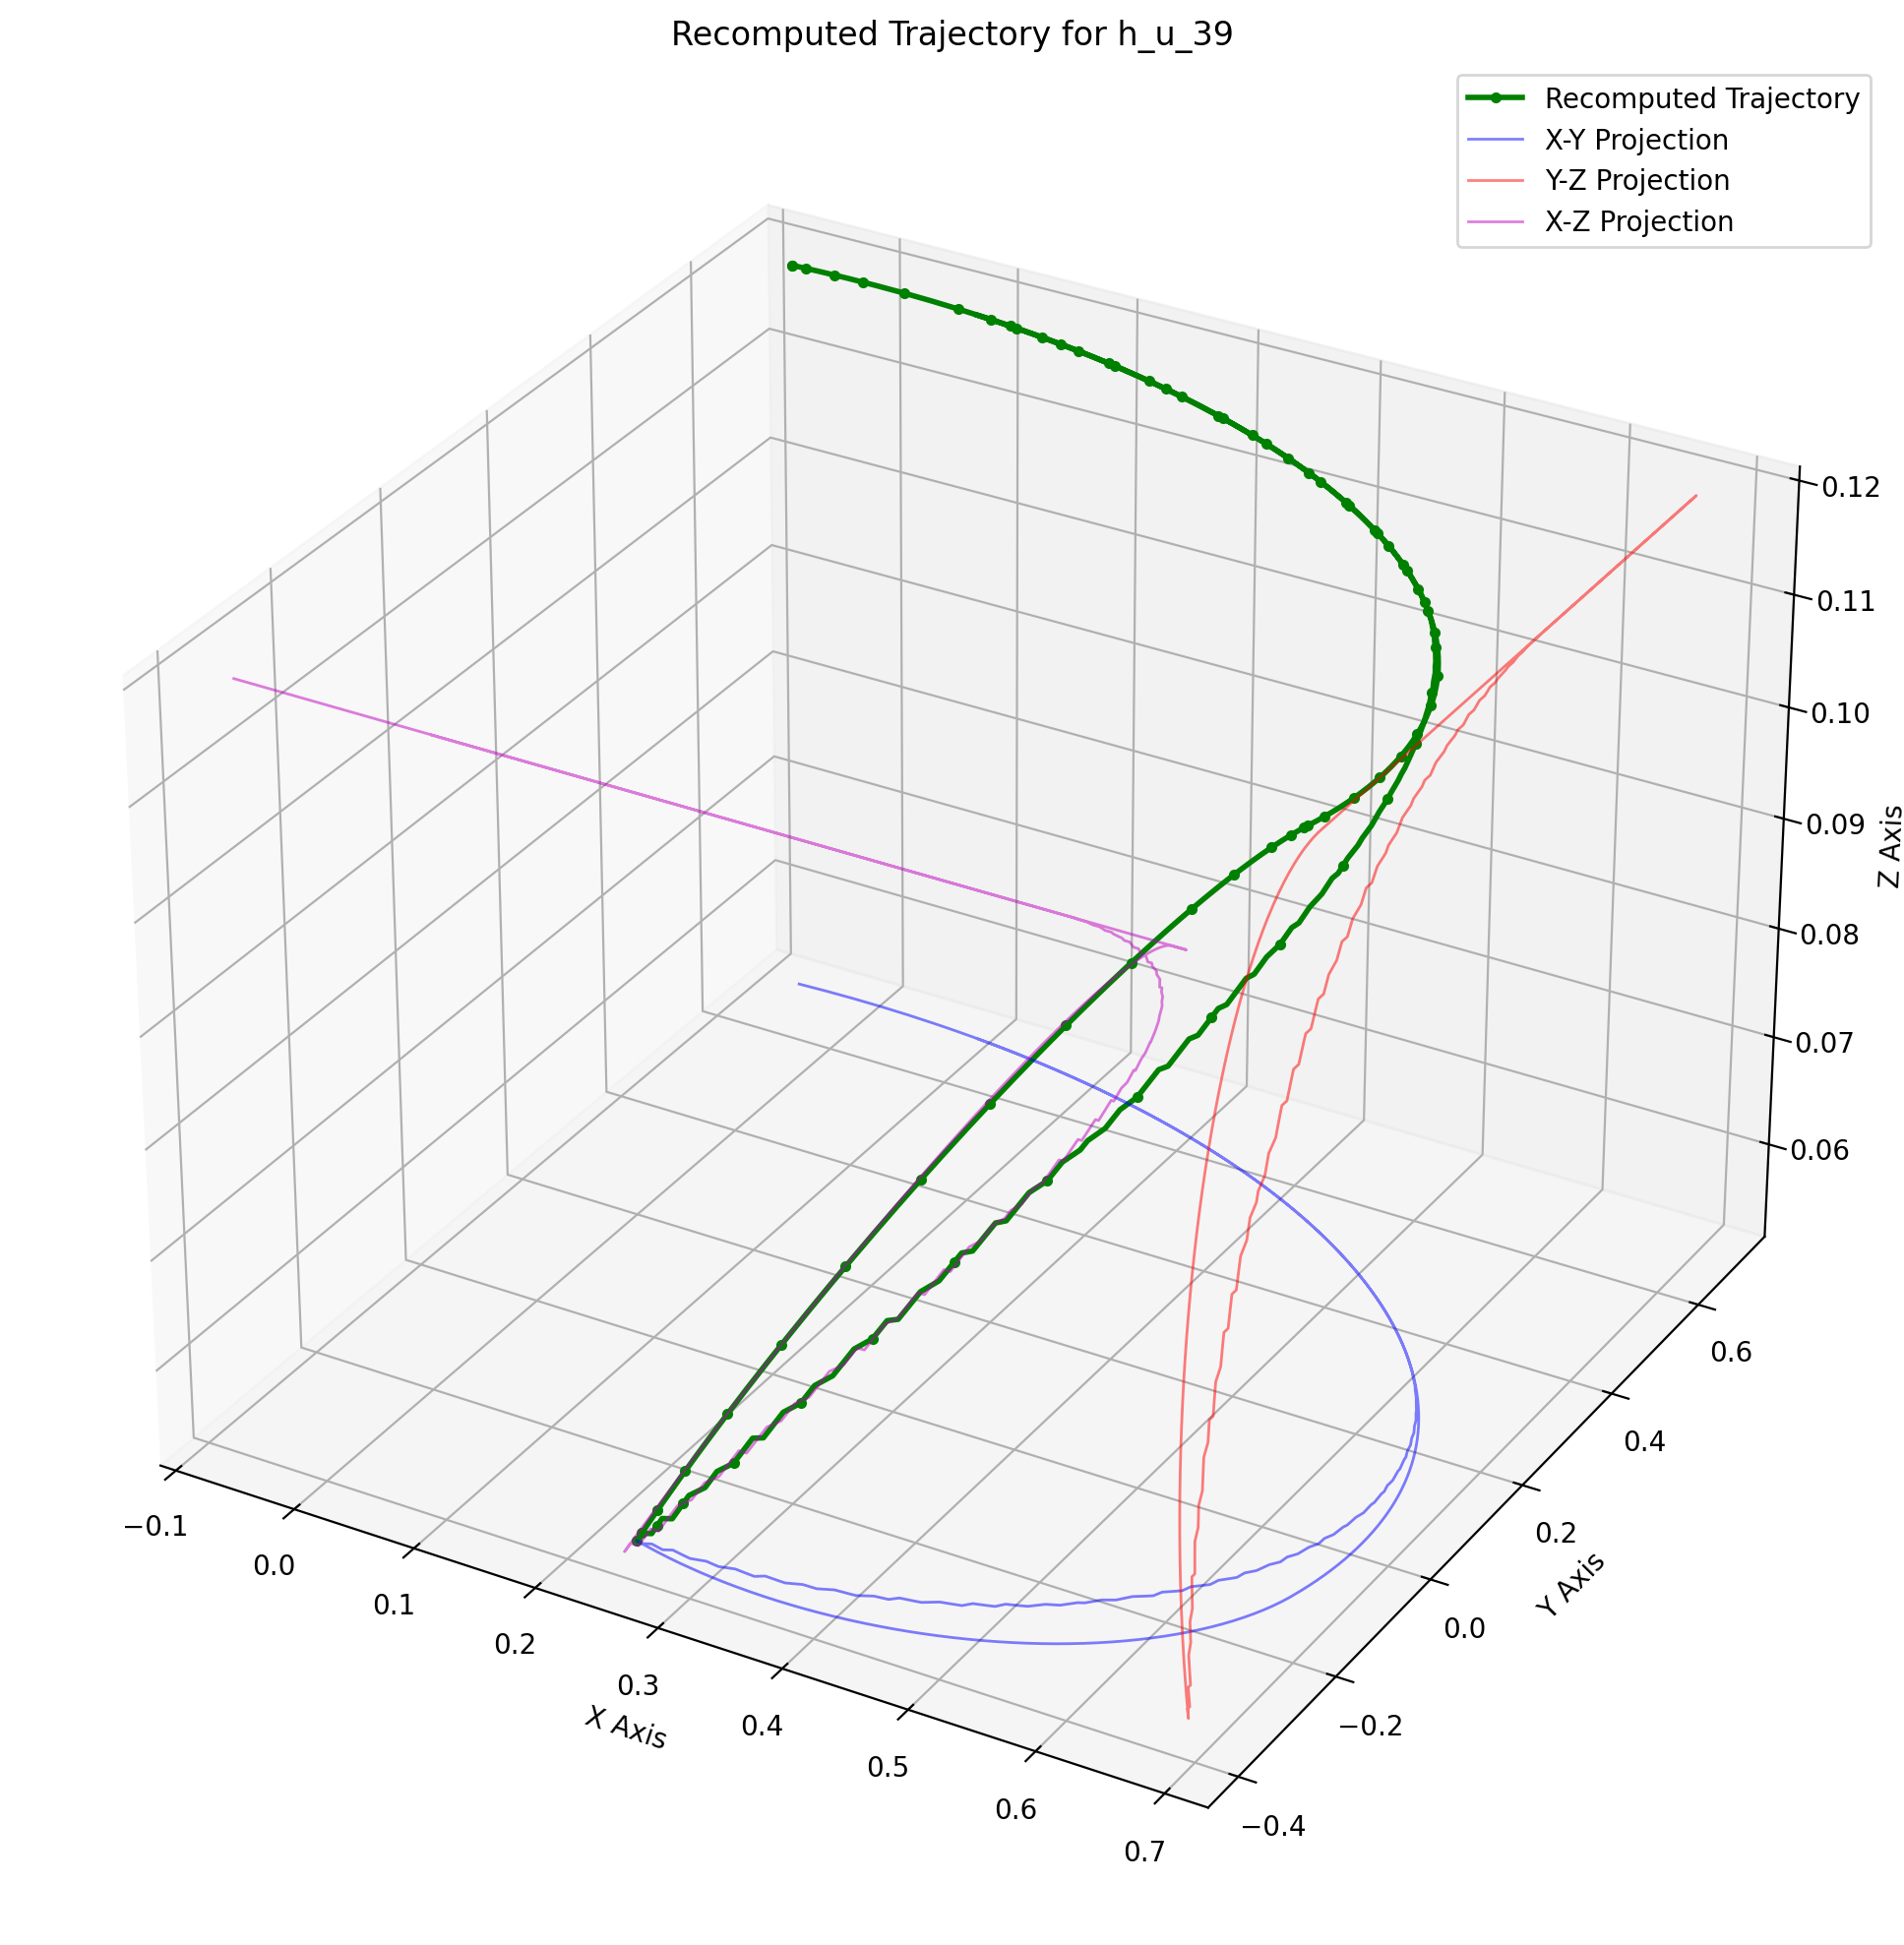 Recomputed Trajectory for h_u_39
Recomputed Trajectory
X-Y Projection
Y-Z Projection
X-Z Projection
0.12
0.11
0.10
0.09
0.08
0.07
0.06
Z Axis
0.6
0.4
0.2
0.0
−0.2
−0.4
Y Axis
−0.1
0.0
0.1
0.2
0.3
0.4
0.5
0.6
0.7
X Axis